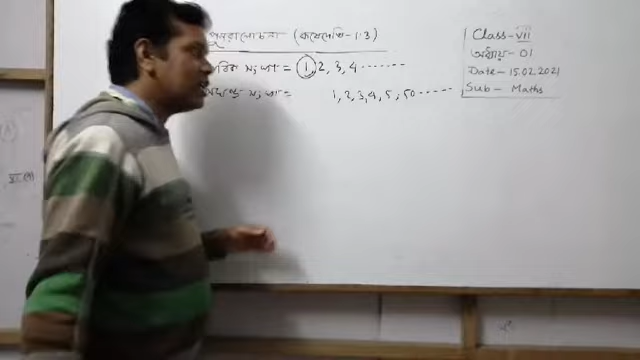 পুনরালোচনা- (কষেদেখি-1.3)
সংখ্যা = 1, 2, 3, 4 .......
সংখ্যা = 1, 2, 3, 4, 5, ; 50 .....
Class- VII
অধ্যায়- 01
Date- 15.02.2021
Sub- Maths